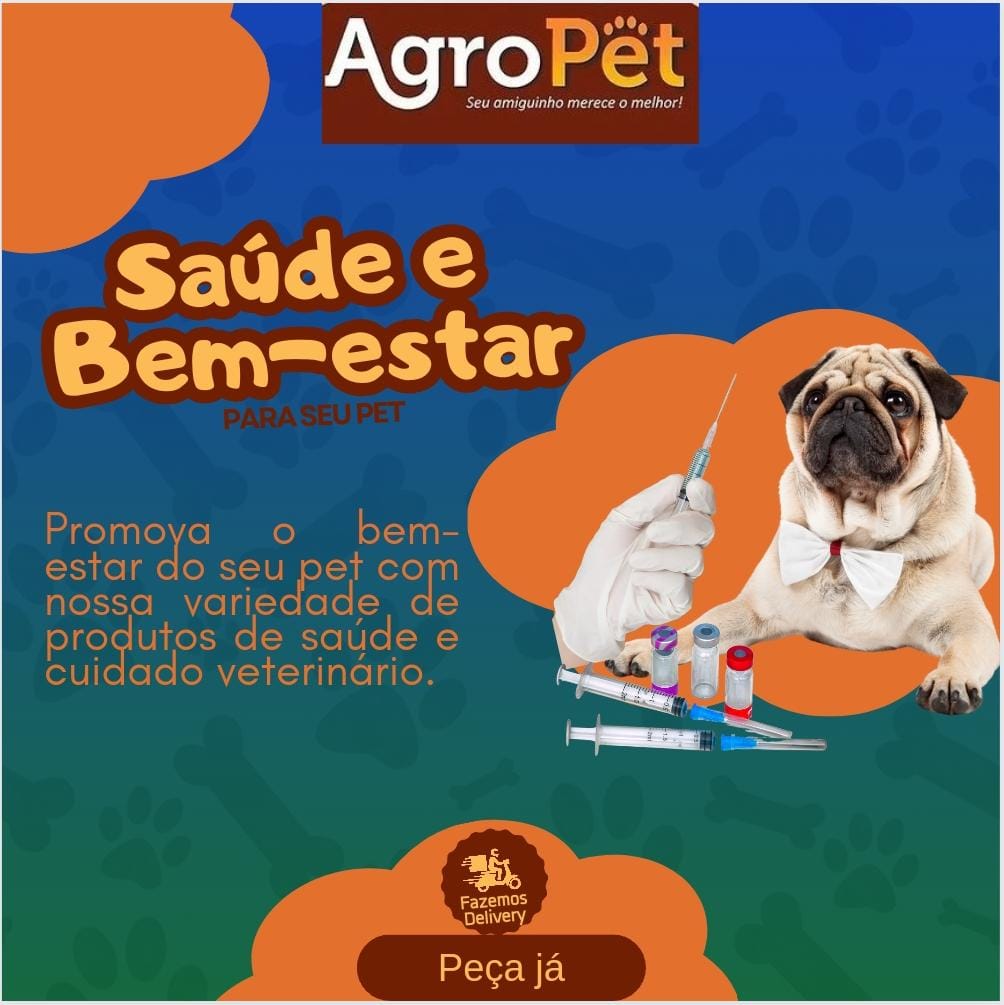 AgroPet
Seu amiguinho merece o melhor!
Saúde e
Bem-estar
PARA SEU PET
Promova o bem-
estar do seu pet com
nossa variedade de
produtos de saúde e
cuidado veterinário.
Fazemos
Delivery
Peça já